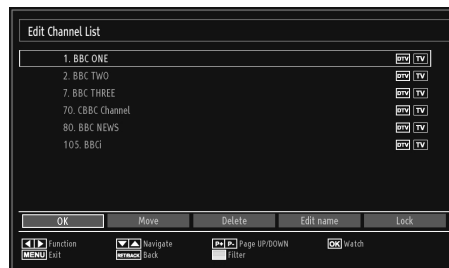 Edit Channel List
1. BBC ONE DTV TV
2. BBC TWO DTV TV
7. BBC THREE DTV TV
70. CBBC Channel DTV TV
80. BBC NEWS DTV TV
105. BBCi DTV TV
OK Move Delete Edit name Lock
Function Navigate P+ P- Page UP/DOWN OK Watch
MENU Exit RET/BACK Back Filter